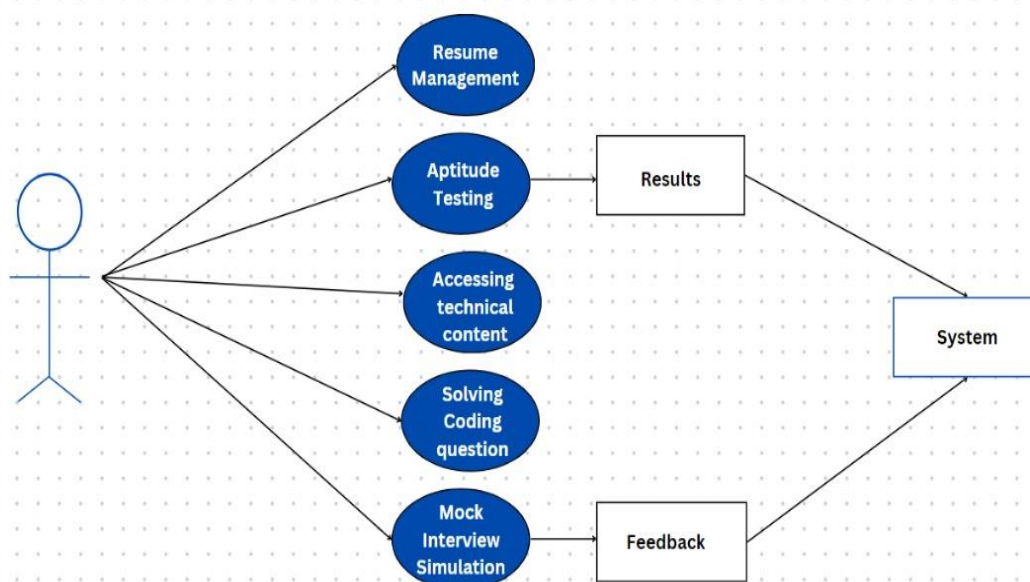 Resume
Management
Aptitude
Testing
Results
Accessing
technical
content
System
Solving
Coding
question
Mock
Interview
Simulation
Feedback